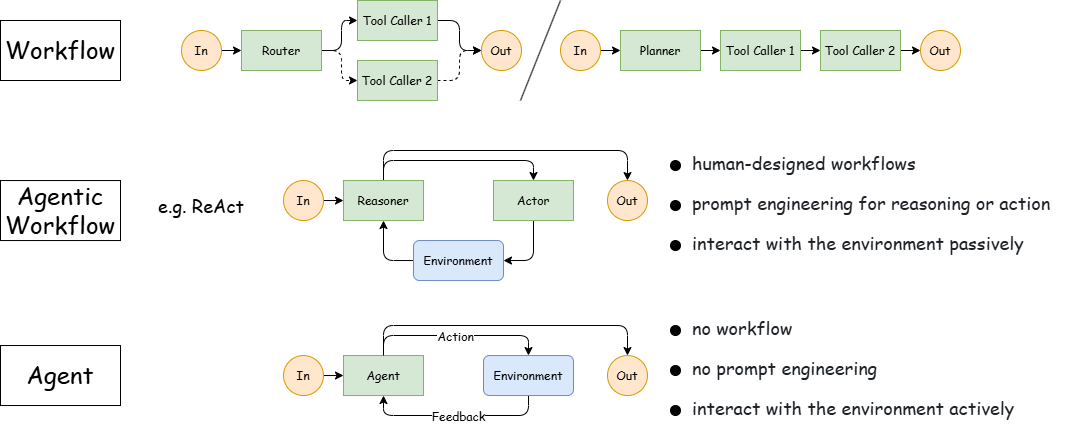 Workflow
In
Router
Tool Caller 1
Tool Caller 2
Out
In
Planner
Tool Caller 1
Tool Caller 2
Out
Agentic
Workflow
e.g. ReAct
In
Reasoner
Actor
Environment
Out
● human-designed workflows
● prompt engineering for reasoning or action
● interact with the environment passively
Agent
In
Agent
Action
Environment
Feedback
Out
● no workflow
● no prompt engineering
● interact with the environment actively